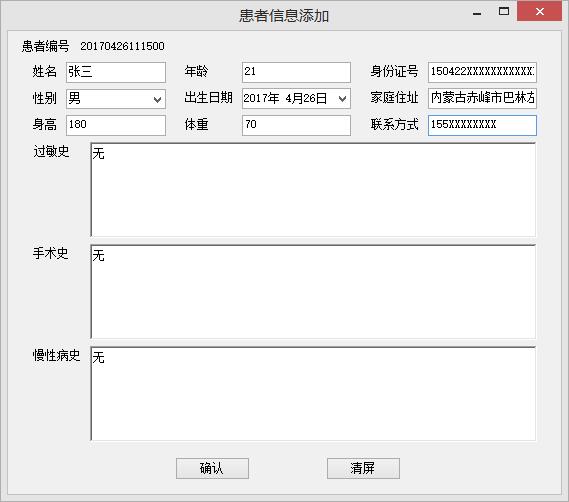 患者信息添加
患者编号 20170426111500
姓名 张三 年龄 21 身份证号 150422XXXXXXXXXX
性别 男 出生日期 2017年 4月26日 家庭住址 内蒙古赤峰市巴林左
身高 180 体重 70 联系方式 155XXXXXXXX
过敏史 无
手术史 无
慢性病史 无
确认 清屏